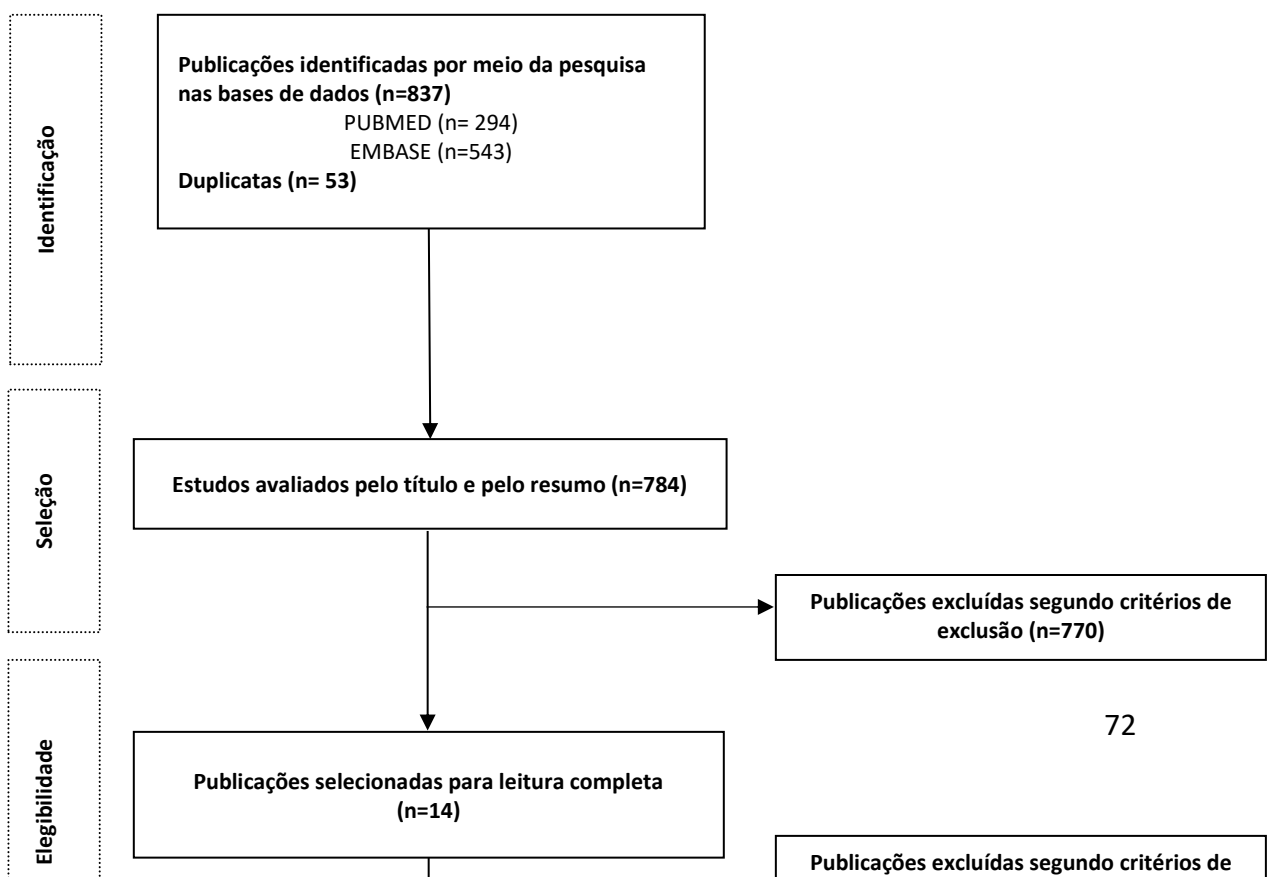 Identificação
Publicações identificadas por meio da pesquisa
nas bases de dados (n=837)
PUBMED (n= 294)
EMBASE (n=543)
Duplicatas (n= 53)
Seleção
Estudos avaliados pelo título e pelo resumo (n=784)
Publicações excluídas segundo critérios de
exclusão (n=770)
72
Elegibilidade
Publicações selecionadas para leitura completa
(n=14)
Publicações excluídas segundo critérios de